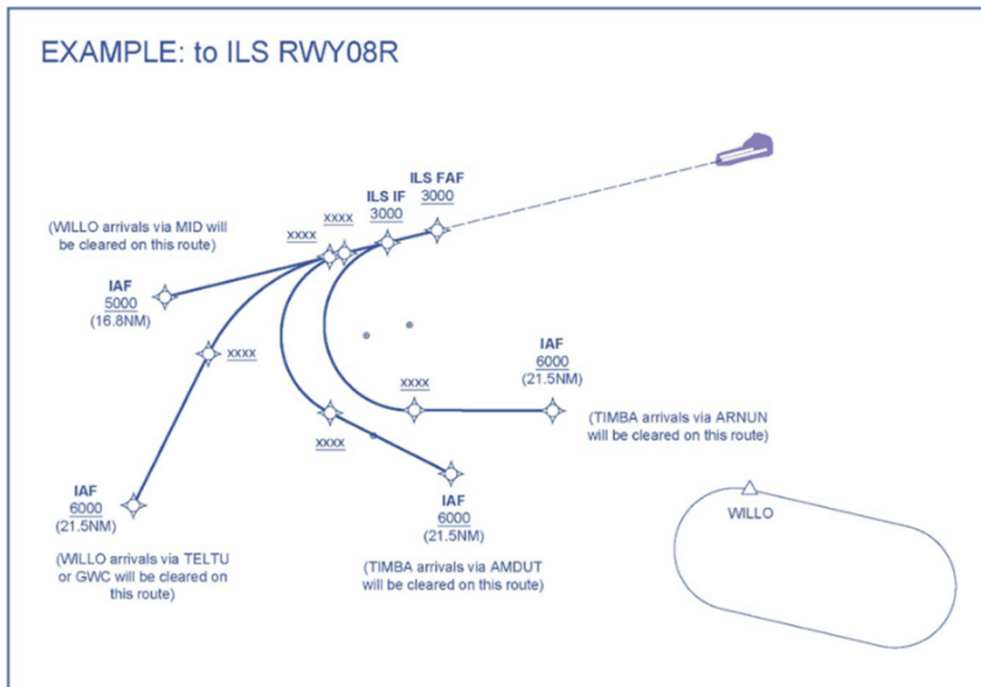 EXAMPLE: to ILS RWY08R
ILS FAF
3000
ILS IF
3000
xxxx
xxxx
(WILLO arrivals via MID will
be cleared on this route)
IAF
5000
(16.8NM)
xxxx
IAF
6000
(21.5NM)
xxxx
(TIMBA arrivals via ARNUN
will be cleared on this route)
xxxx
IAF
6000
(21.5NM)
(WILLO arrivals via TELTU
or GWC will be cleared on
this route)
IAF
6000
(21.5NM)
(TIMBA arrivals via AMDUT
will be cleared on this route)
WILLO